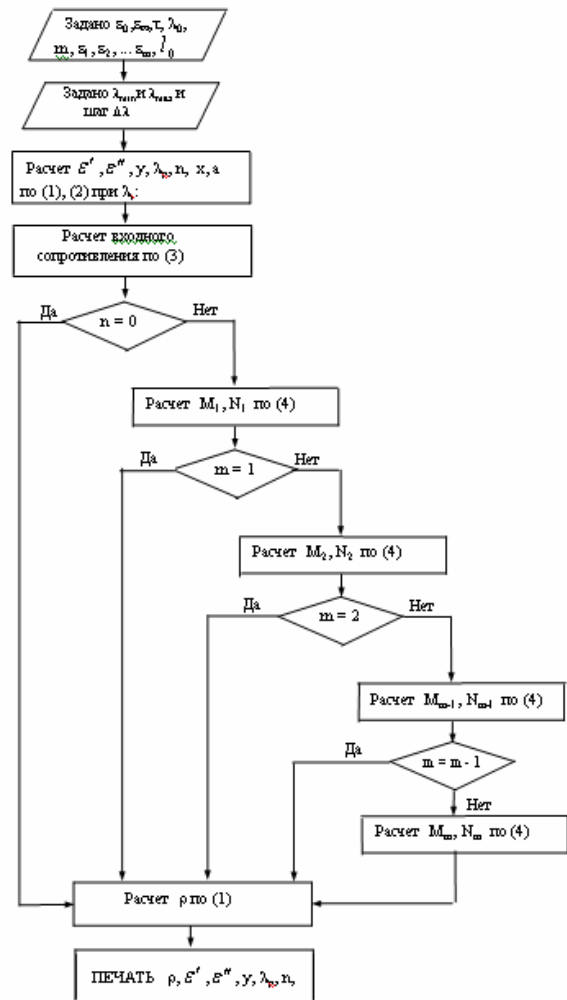 Задано ε₀,ε∞,τ, λ₀,
m, ε₁, ε₂, ... εₘ, l₀
Задано λmin и λmax и
шаг Δλ
Расчет ε′, ε″, y, λ, n, x, a
по (1), (2) при λ:
Расчет входного
сопротивления по (3)
Да
Нет
n = 0
Расчет M₁, N₁ по (4)
Да
Нет
m = 1
Расчет M₂, N₂ по (4)
Да
Нет
m = 2
Расчет Mₘ₋₁, Nₘ₋₁ по (4)
Да
m = m - 1
Нет
Расчет Mₘ, Nₘ по (4)
Расчет ρ по (1)
ПЕЧАТЬ ρ, ε′, ε″, y, λ, n,